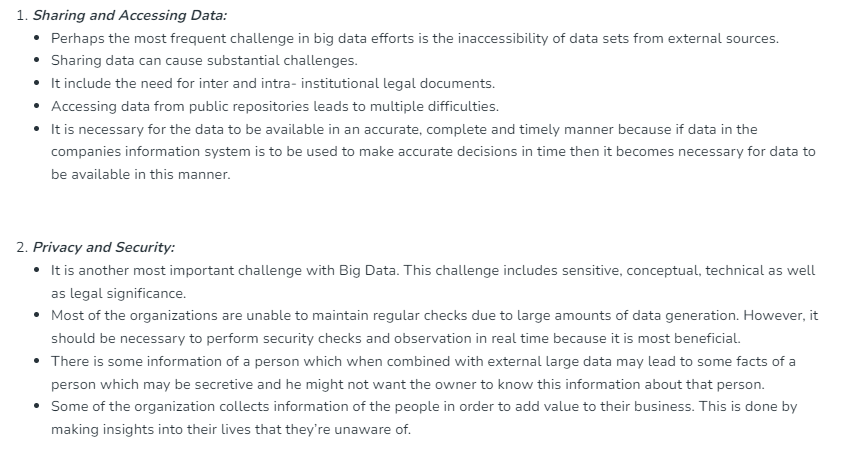 1. Sharing and Accessing Data:
• Perhaps the most frequent challenge in big data efforts is the inaccessibility of data sets from external sources.
• Sharing data can cause substantial challenges.
• It include the need for inter and intra- institutional legal documents.
• Accessing data from public repositories leads to multiple difficulties.
• It is necessary for the data to be available in an accurate, complete and timely manner because if data in the
companies information system is to be used to make accurate decisions in time then it becomes necessary for data to
be available in this manner.
2. Privacy and Security:
• It is another most important challenge with Big Data. This challenge includes sensitive, conceptual, technical as well
as legal significance.
• Most of the organizations are unable to maintain regular checks due to large amounts of data generation. However, it
should be necessary to perform security checks and observation in real time because it is most beneficial.
• There is some information of a person which when combined with external large data may lead to some facts of a
person which may be secretive and he might not want the owner to know this information about that person.
• Some of the organization collects information of the people in order to add value to their business. This is done by
making insights into their lives that they're unaware of.